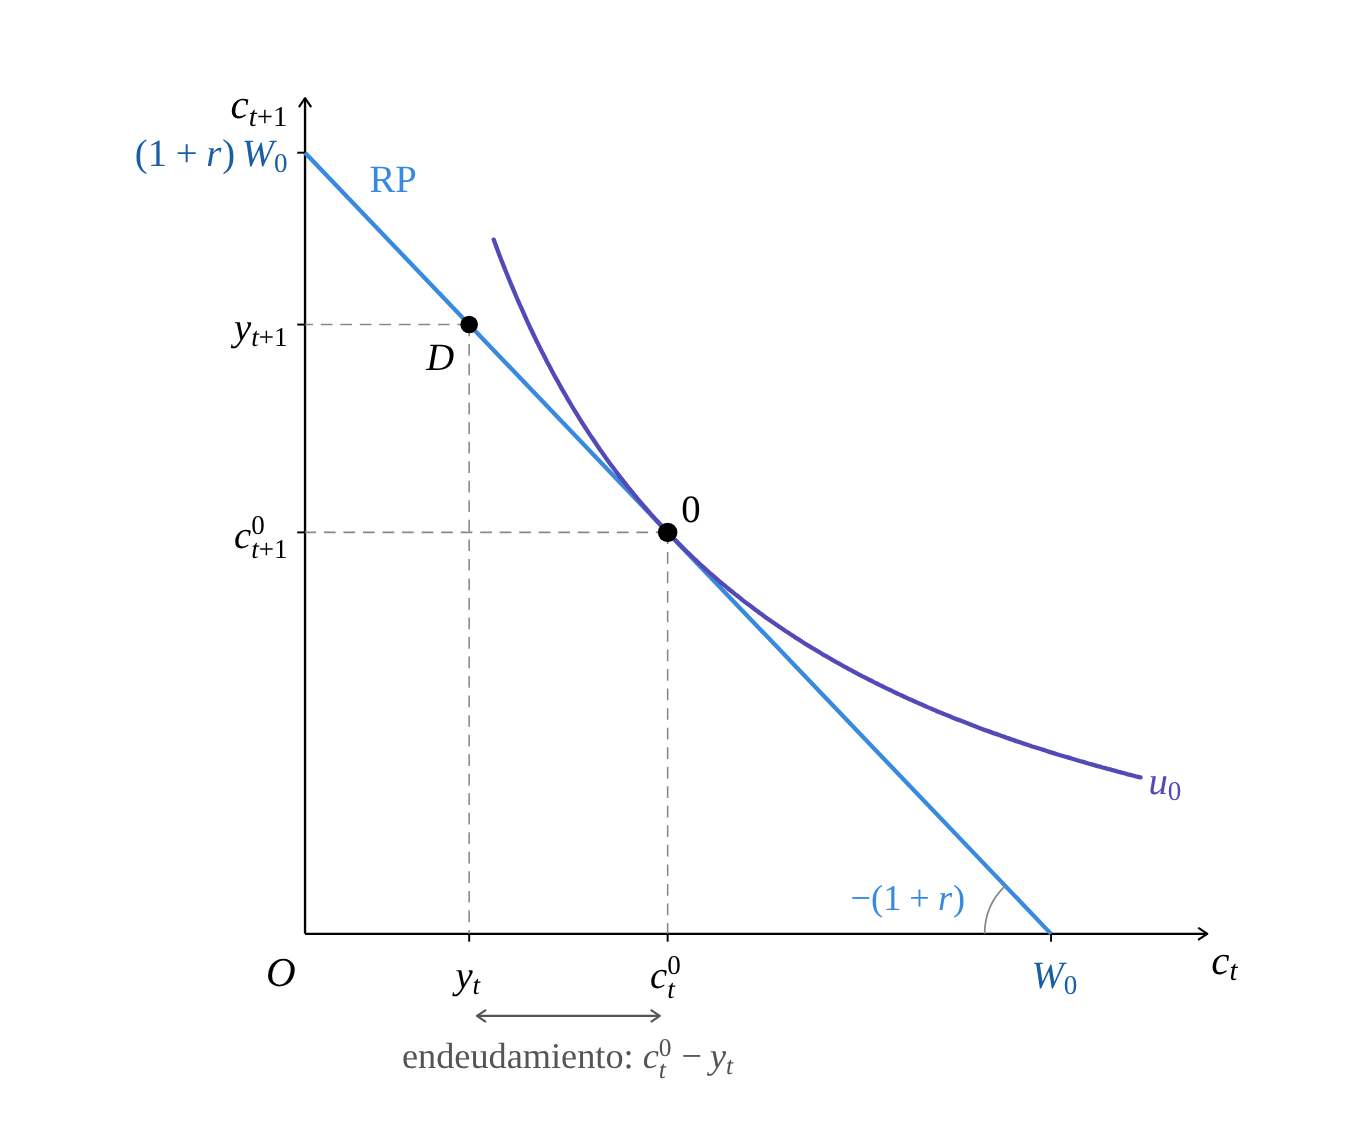 c_{t+1}
(1 + r) W_0
RP
y_{t+1}
D
0
c^0_{t+1}
u_0
−(1 + r)
O
y_t
c^0_t
W_0
c_t
endeudamiento: c^0_t − y_t